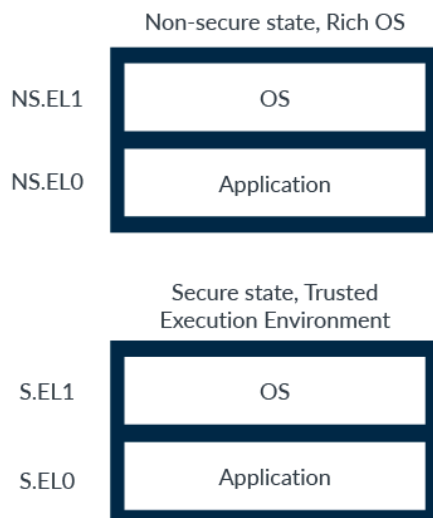 Non-secure state, Rich OS
NS.EL1
OS
NS.EL0
Application
Secure state, Trusted
Execution Environment
S.EL1
OS
S.EL0
Application